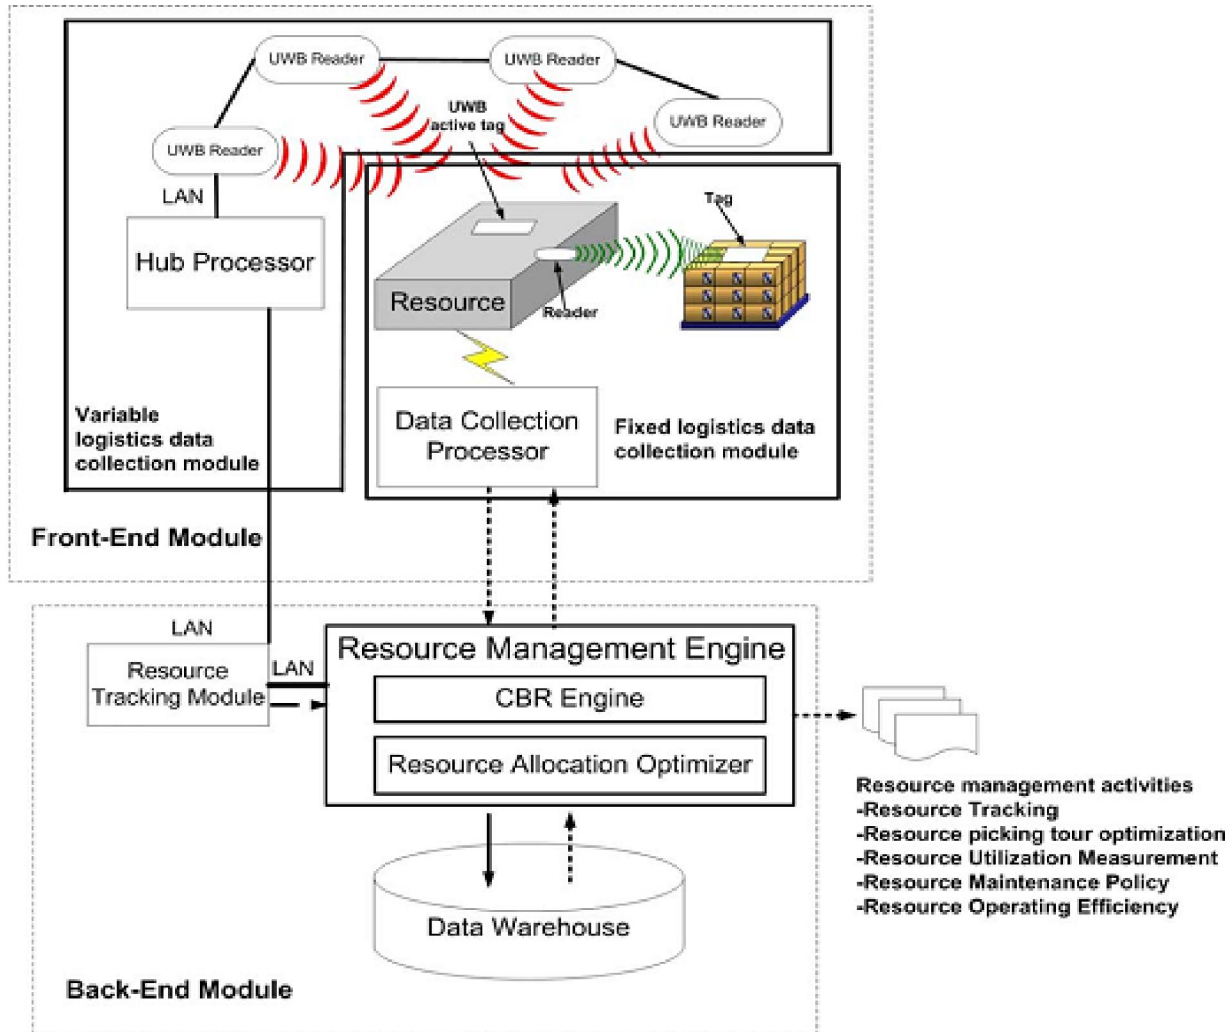 UWB Reader
UWB Reader
UWB
active tag
UWB Reader
UWB Reader
LAN
Hub Processor
Tag
Resource
Reader
Data Collection
Processor
Variable
logistics data
collection module
Fixed logistics data
collection module
Front-End Module
LAN
Resource
Tracking Module
LAN
Resource Management Engine
CBR Engine
Resource Allocation Optimizer
Resource management activities
-Resource Tracking
-Resource picking tour optimization
-Resource Utilization Measurement
-Resource Maintenance Policy
-Resource Operating Efficiency
Data Warehouse
Back-End Module